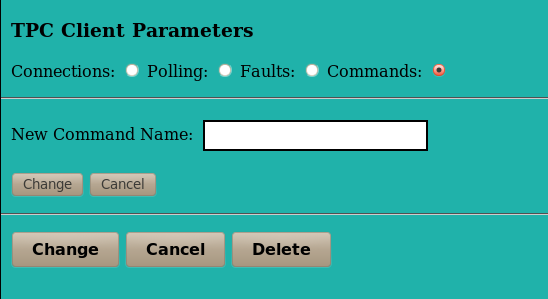 TPC Client Parameters
Connections: Polling: Faults: Commands:
New Command Name:
Change Cancel
Change Cancel Delete